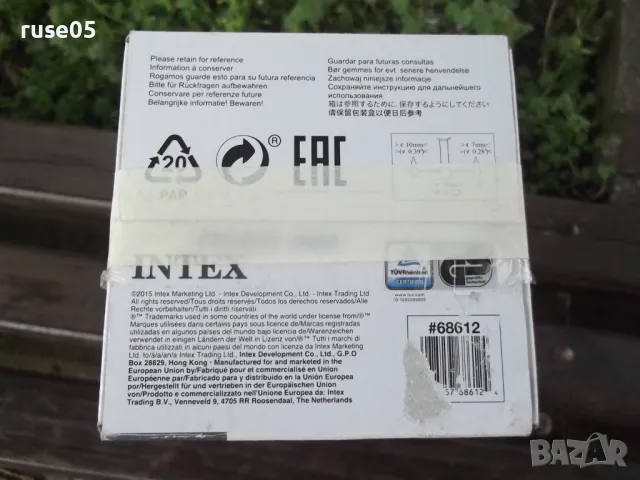 ruse05
Please retain for reference
Information à conserver
Rogamos guarde esto para su futura referencia
Bitte für Rückfragen aufbewahren
Conservare per referenze future
Belangrijke informatie! Bewaren!
Guardar para futuras consultas
Bør gemmes for evt. senere henvendelse
Zachowaj niniejsze informacje
Сохраняйте инструкцию для дальнейшего
использования
箱は参照するために、保存するようにしてください
请保留包装盒以便日后参考
20
PAP
®
EAC
INTEX
TÜVRheinland
CERTIFIED
©2015 Intex Marketing Ltd. - Intex Development Co., Ltd. - Intex Trading Ltd.
All rights reserved/Tous droits réservés/Todos los derechos reservados/Alle
Rechte vorbehalten/Tutti i diritti riservati
®™ Trademarks used in some countries of the world under license from/®™
Marques utilisées dans certains pays sous licence de/Marcas registradas
utilizadas en algunos países del mundo bajo licencia de/Warenzeichen
verwendet in einigen Ländern der Welt in Lizenz von/®™ Tutti i marchi di
fabbrica utilizzati in alcuni paesi del mondo con licenza di/Intex Marketing
Ltd. to/à/a/an/a Intex Trading Ltd., Intex Development Co., Ltd., G.P.O
Box 28829, Hong Kong - Manufactured for and marketed in the
European Union by/Fabriqué pour et commercialisé en Union
Européenne par/Fabricado para y distribuido en la Unión Europea
por/Hergestellt für und vertrieben in der Europäischen Union
von/Prodotto e commercializzato nell'Unione Europea da: Intex
Trading B.V., Venneveld 9, 4705 RR Roosendaal, The Netherlands
#68612
57 68612 4
BAZAR
bg